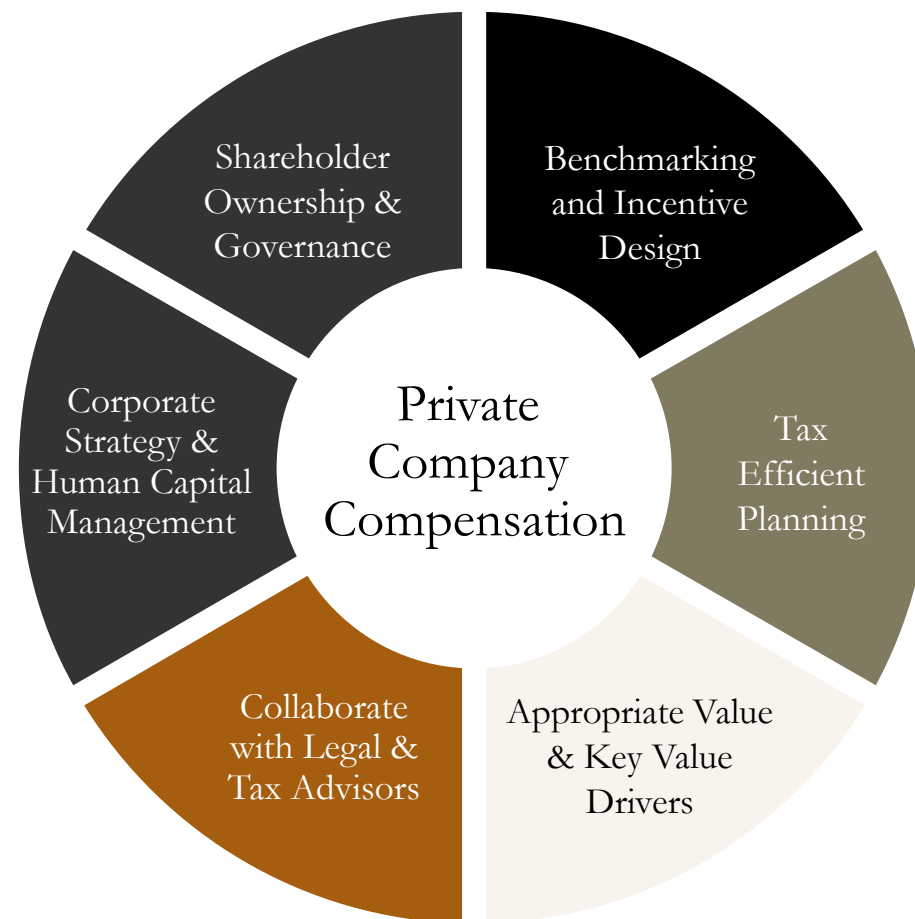 Shareholder
Ownership &
Governance
Benchmarking
and Incentive
Design
Corporate
Strategy &
Human Capital
Management
Private
Company
Compensation
Tax
Efficient
Planning
Collaborate
with Legal &
Tax Advisors
Appropriate Value
& Key Value
Drivers